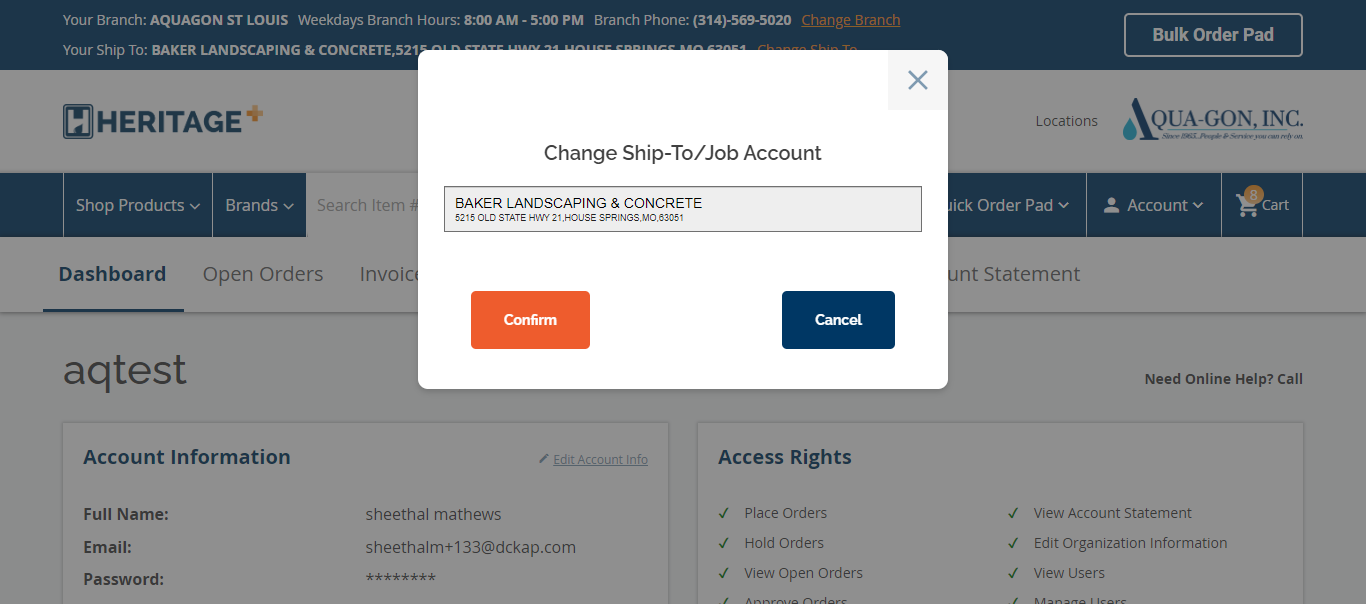 Your Branch: AQUAGON ST LOUIS Weekdays Branch Hours: 8:00 AM - 5:00 PM Branch Phone: (314)-569-5020 Change Branch
Your Ship To: BAKER LANDSCAPING & CONCRETE,5215 OLD STATE HWY 21,HOUSE SPRINGS,MO,63051 Change Ship To
Bulk Order Pad
HERITAGE+
Locations
AQUA-GON, INC.
Since 1965, People & Service you can rely on.
Change Ship-To/Job Account
BAKER LANDSCAPING & CONCRETE
5215 OLD STATE HWY 21,HOUSE SPRINGS,MO,63051
Confirm
Cancel
Shop Products
Brands
Search Item #
uick Order Pad
Account
8
Cart
Dashboard
Open Orders
Invoice
unt Statement
aqtest
Need Online Help? Call
Account Information
Edit Account Info
Full Name: sheethal mathews
Email: sheethalm+133@dckap.com
Password: ********
Access Rights
Place Orders
Hold Orders
View Open Orders
Approve Orders
View Account Statement
Edit Organization Information
View Users
Manage Users